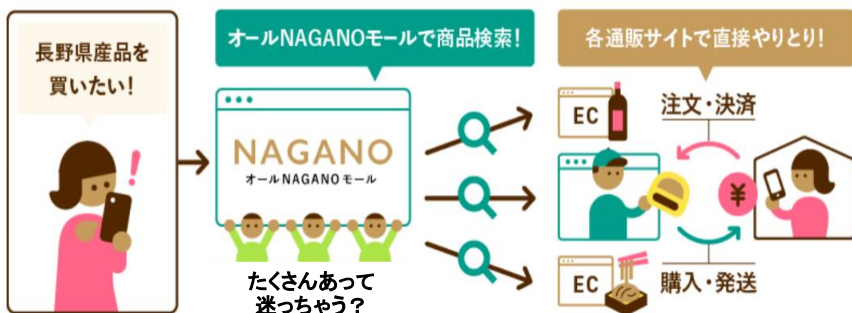 長野県産品を
買いたい！
オールNAGANOモールで商品検索！
NAGANO
オールNAGANOモール
たくさんあって
迷っちゃう？
各通販サイトで直接やりとり！
EC
注文・決済
¥
EC
購入・発送